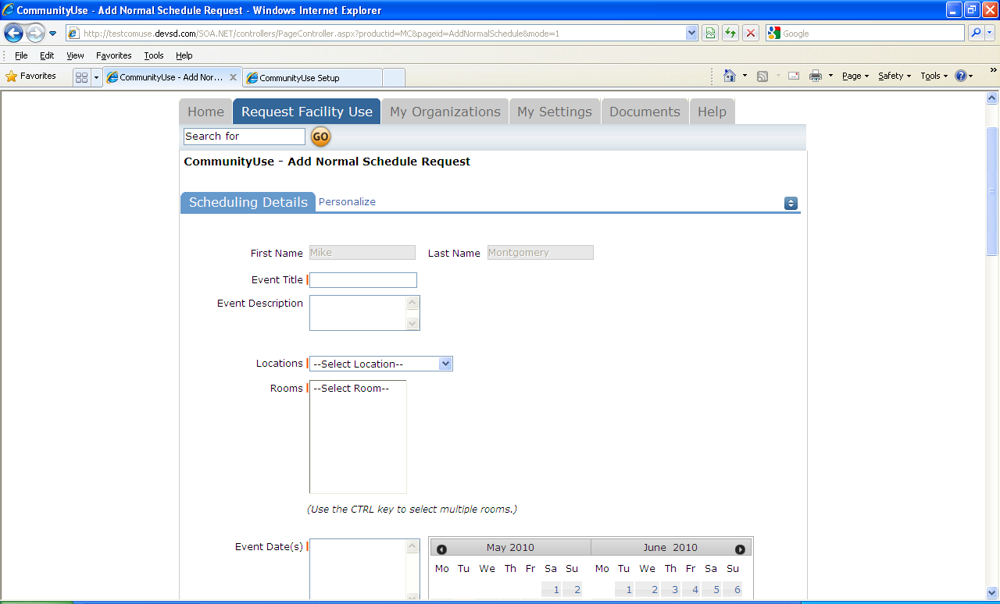 CommunityUse - Add Normal Schedule Request - Windows Internet Explorer
http://testcomuse.devsd.com/SOA.NET/controllers/PageController.aspx?productid=MC&pageid=AddNormalSchedule&mode=1
Google
File Edit View Favorites Tools Help
Favorites CommunityUse - Add Nor... CommunityUse Setup Page Safety Tools »
Home Request Facility Use My Organizations My Settings Documents Help
Search for GO
CommunityUse - Add Normal Schedule Request
Scheduling Details Personalize
First Name Mike Last Name Montgomery
Event Title
Event Description
Locations --Select Location--
Rooms --Select Room--
(Use the CTRL key to select multiple rooms.)
Event Date(s) May 2010 June 2010
Mo Tu We Th Fr Sa Su Mo Tu We Th Fr Sa Su
1 2 1 2 3 4 5 6